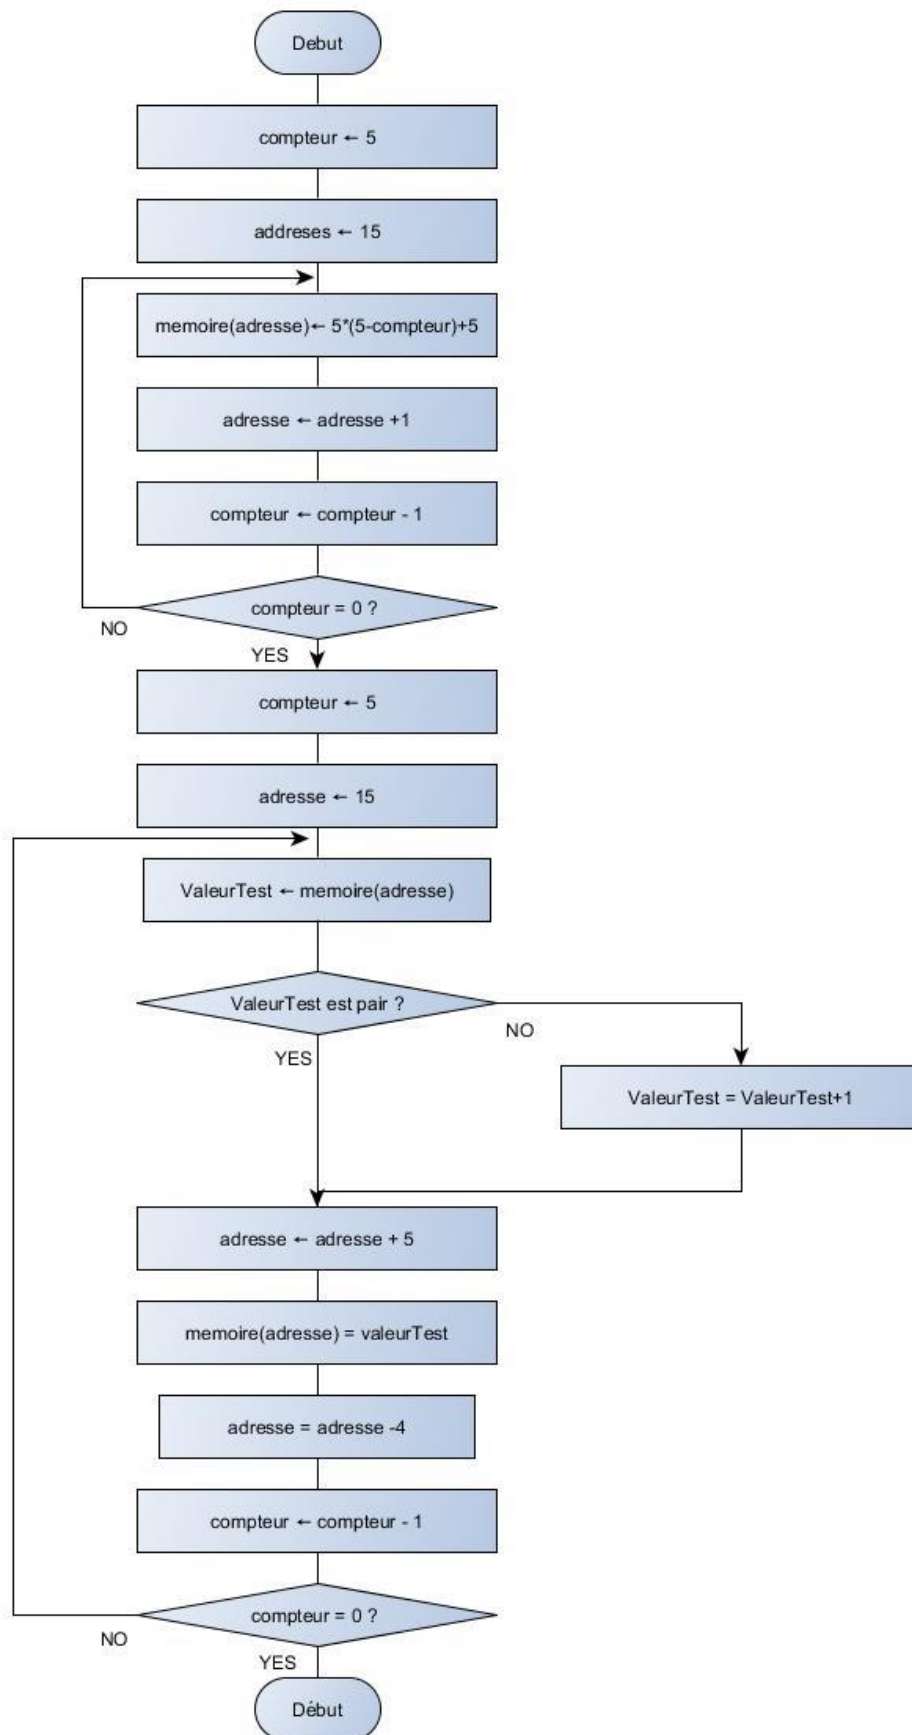 Debut
compteur ← 5
addreses ← 15
memoire(adresse)← 5*(5-compteur)+5
adresse ← adresse +1
compteur ← compteur - 1
compteur = 0 ?
NO
YES
compteur ← 5
adresse ← 15
ValeurTest ← memoire(adresse)
ValeurTest est pair ?
NO
YES
ValeurTest = ValeurTest+1
adresse ← adresse + 5
memoire(adresse) = valeurTest
adresse = adresse -4
compteur ← compteur - 1
compteur = 0 ?
NO
YES
Début